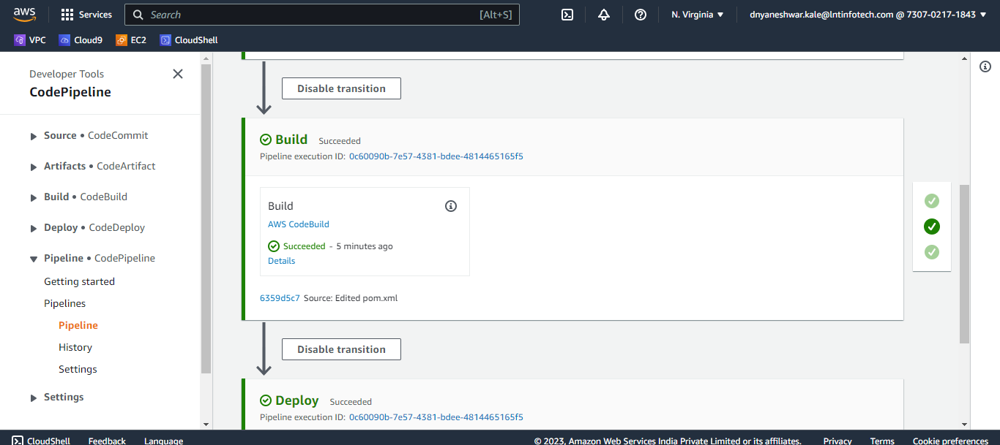 aws
Services
Search
[Alt+S]
N. Virginia
dnyaneshwar.kale@lntinfotech.com @ 7307-0217-1843
VPC
Cloud9
EC2
CloudShell
Developer Tools
CodePipeline
Source • CodeCommit
Artifacts • CodeArtifact
Build • CodeBuild
Deploy • CodeDeploy
Pipeline • CodePipeline
Getting started
Pipelines
Pipeline
History
Settings
Settings
Disable transition
Build Succeeded
Pipeline execution ID: 0c60090b-7e57-4381-bdee-4814465165f5
Build
AWS CodeBuild
Succeeded - 5 minutes ago
Details
6359d5c7 Source: Edited pom.xml
Disable transition
Deploy Succeeded
Pipeline execution ID: 0c60090b-7e57-4381-bdee-4814465165f5
CloudShell
Feedback
Language
© 2023, Amazon Web Services India Private Limited or its affiliates.
Privacy
Terms
Cookie preferences